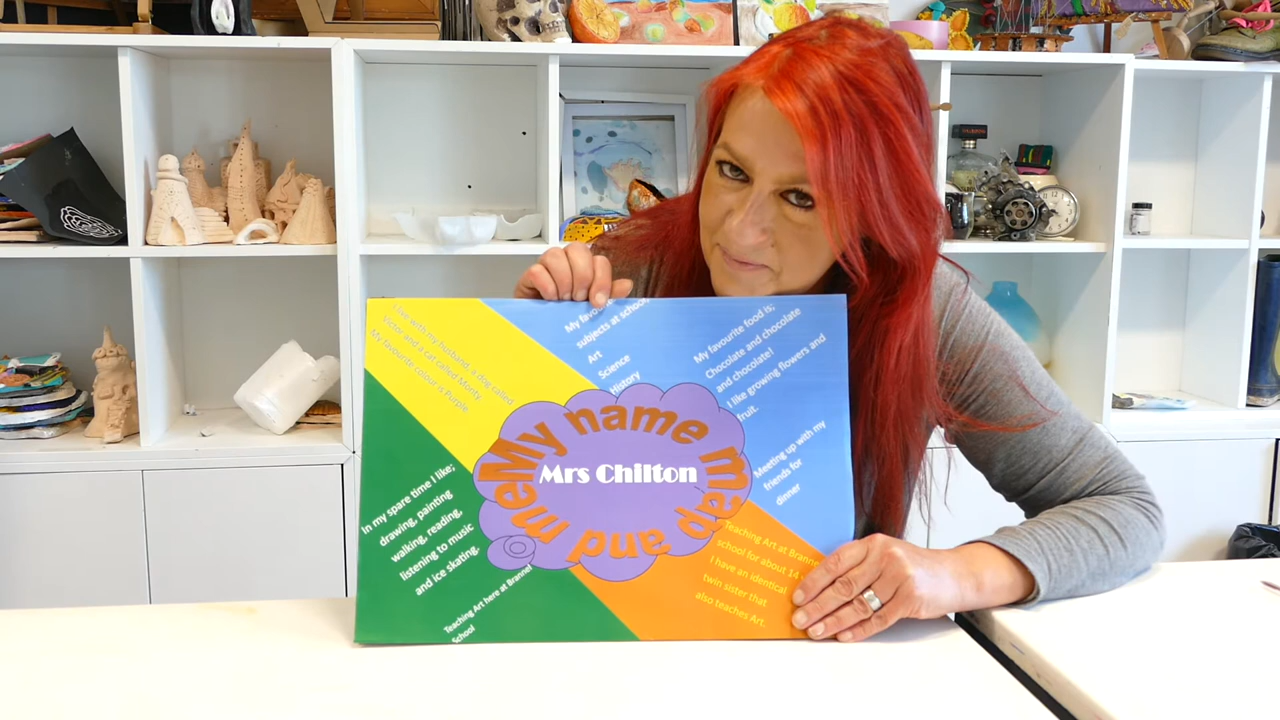 I live with my husband, a dog called
Victor and a cat called Monty
My favourite colour is Purple.
subjects at school
Art
Science
History
My favourite food is;
Chocolate and chocolate
and chocolate!
I like growing flowers and
fruit.
Meeting up with my
friends for
dinner
My name map and me
Mrs Chilton
In my spare time I like;
drawing, painting
walking, reading,
listening to music
and ice skating.
Teaching Art here at Brannel
School
Teaching Art at Brannel
school for about 14
I have an identical
twin sister that
also teaches Art.